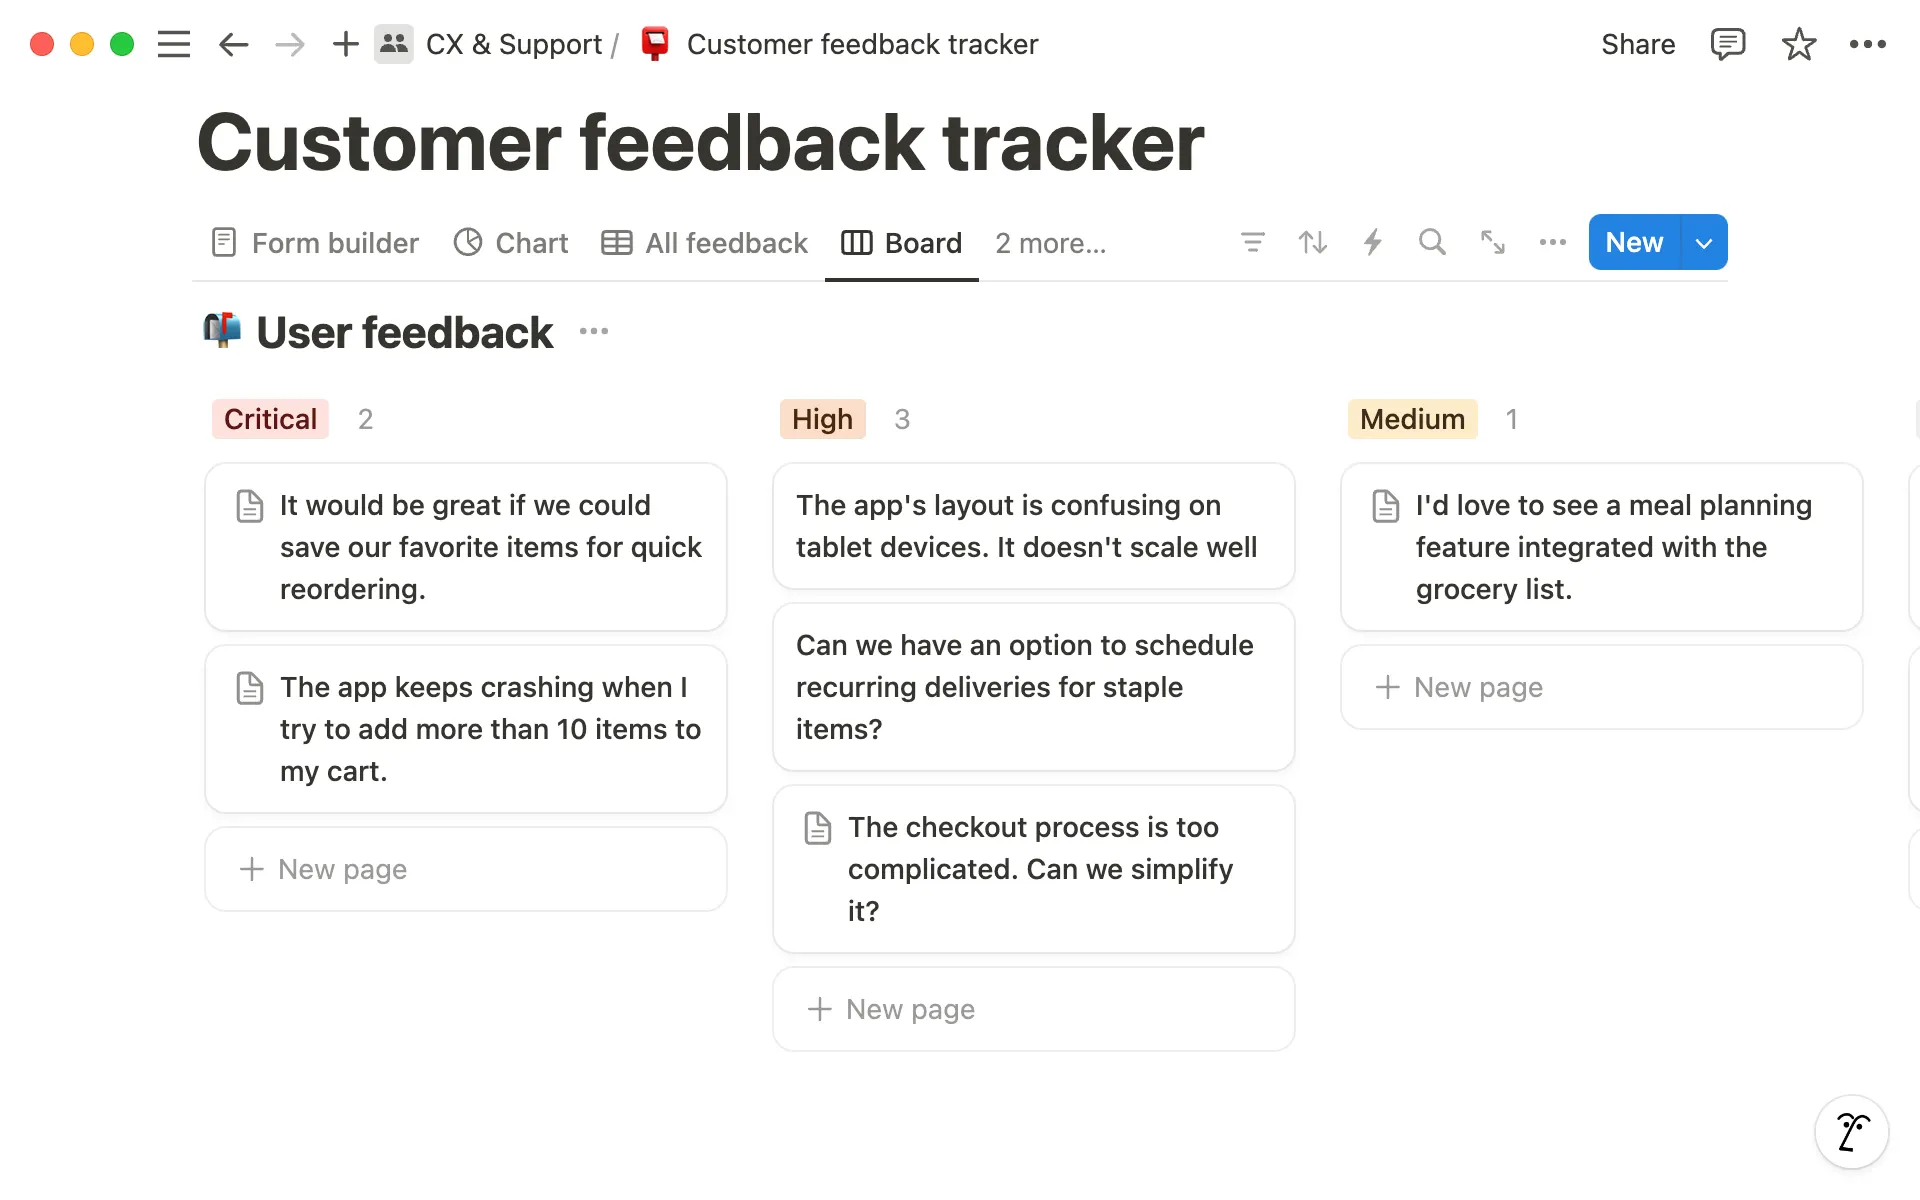 CX & Support / Customer feedback tracker
Share
Customer feedback tracker
Form builder
Chart
All feedback
Board
2 more...
New
User feedback
Critical 2
It would be great if we could
save our favorite items for quick
reordering.
The app keeps crashing when I
try to add more than 10 items to
my cart.
New page
High 3
The app's layout is confusing on
tablet devices. It doesn't scale well
Can we have an option to schedule
recurring deliveries for staple
items?
The checkout process is too
complicated. Can we simplify
it?
New page
Medium 1
I'd love to see a meal planning
feature integrated with the
grocery list.
New page